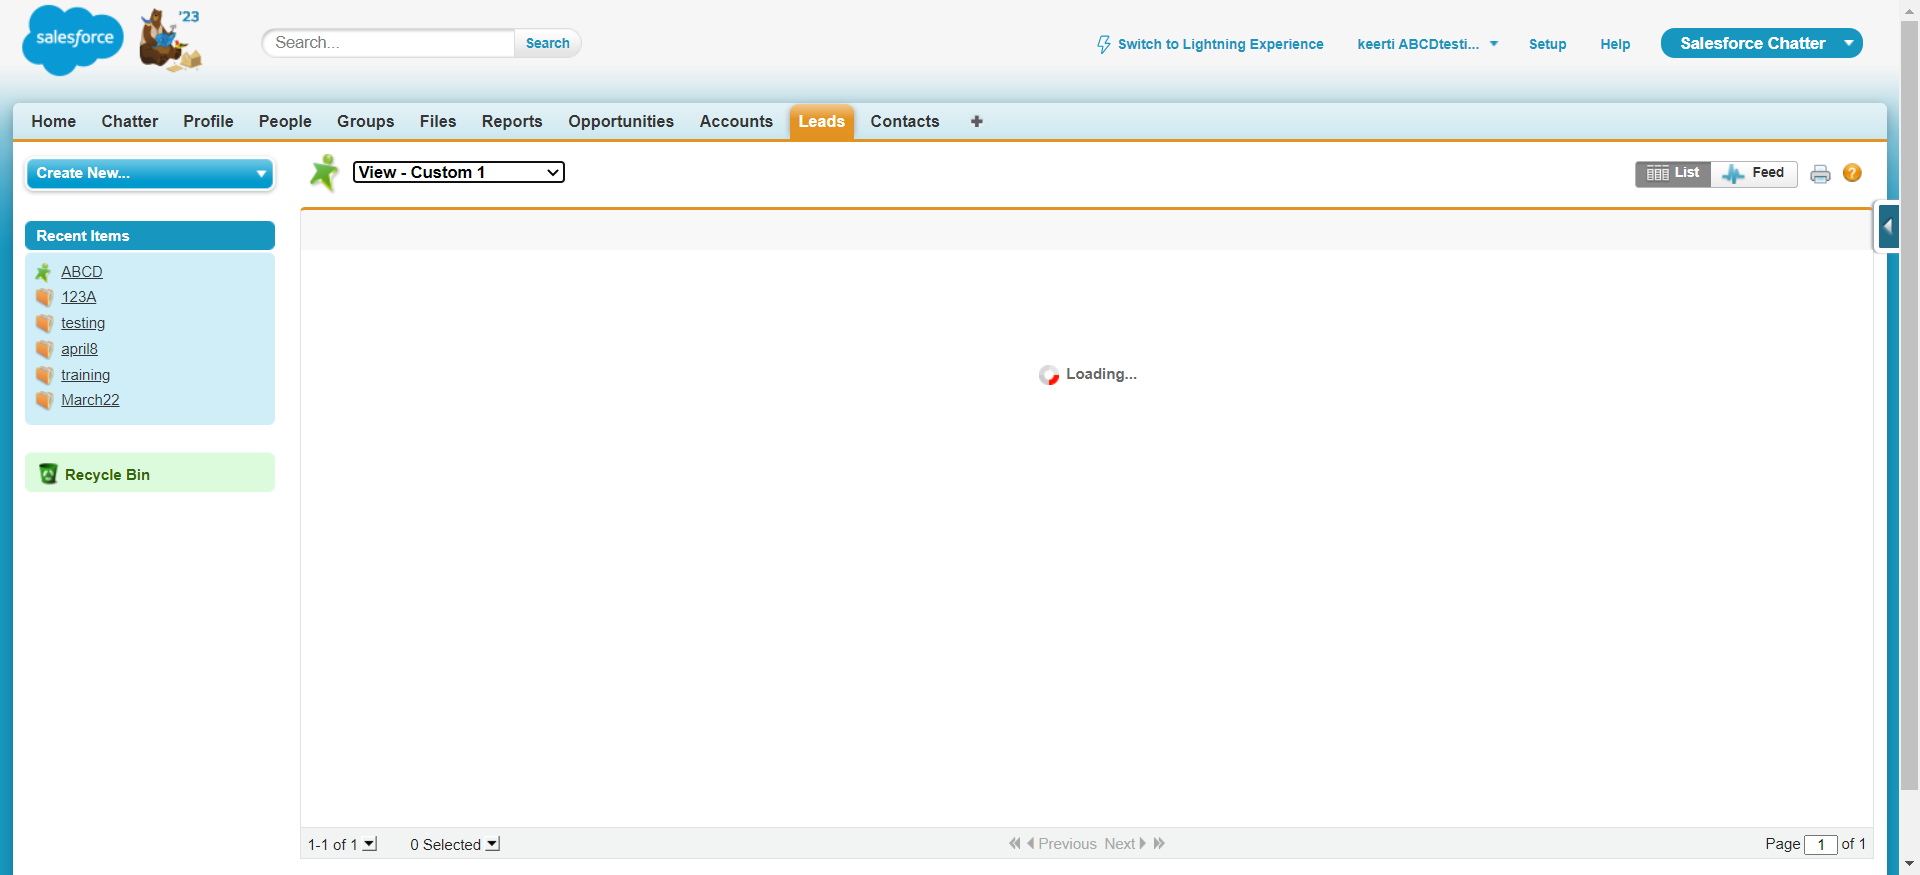 salesforce
'23
Search...
Search
Switch to Lightning Experience
keerti ABCDtesti...
Setup
Help
Salesforce Chatter
Home
Chatter
Profile
People
Groups
Files
Reports
Opportunities
Accounts
Leads
Contacts
+
Create New...
View - Custom 1
List
Feed
?
Recent Items
ABCD
123A
testing
april8
training
March22
Loading...
Recycle Bin
1-1 of 1
0 Selected
Previous Next
Page 1 of 1